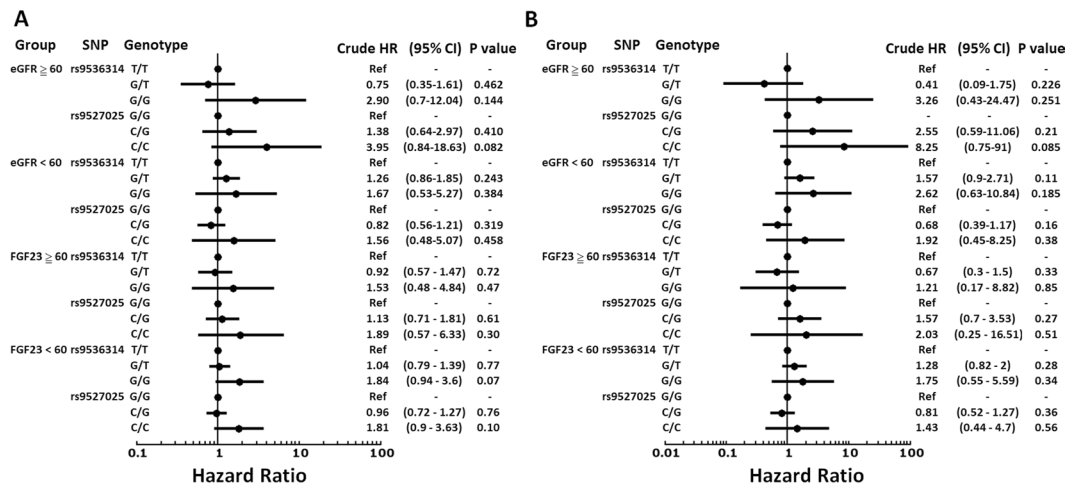 A
Group SNP Genotype Crude HR (95% CI) P value
eGFR ≧ 60 rs9536314 T/T Ref - -
G/T 0.75 (0.35-1.61) 0.462
G/G 2.90 (0.7-12.04) 0.144
rs9527025 G/G Ref - -
C/G 1.38 (0.64-2.97) 0.410
C/C 3.95 (0.84-18.63) 0.082
eGFR < 60 rs9536314 T/T Ref - -
G/T 1.26 (0.86-1.85) 0.243
G/G 1.67 (0.53-5.27) 0.384
rs9527025 G/G Ref - -
C/G 0.82 (0.56-1.21) 0.319
C/C 1.56 (0.48-5.07) 0.458
FGF23 ≧ 60 rs9536314 T/T Ref - -
G/T 0.92 (0.57 - 1.47) 0.72
G/G 1.53 (0.48 - 4.84) 0.47
rs9527025 G/G Ref - -
C/G 1.13 (0.71 - 1.81) 0.61
C/C 1.89 (0.57 - 6.33) 0.30
FGF23 < 60 rs9536314 T/T Ref - -
G/T 1.04 (0.79 - 1.39) 0.77
G/G 1.84 (0.94 - 3.6) 0.07
rs9527025 G/G Ref - -
C/G 0.96 (0.72 - 1.27) 0.76
C/C 1.81 (0.9 - 3.63) 0.10
0.1 1 10 100
Hazard Ratio
B
Group SNP Genotype Crude HR (95% CI) P value
eGFR ≧ 60 rs9536314 T/T Ref - -
G/T 0.41 (0.09-1.75) 0.226
G/G 3.26 (0.43-24.47) 0.251
rs9527025 G/G - - -
C/G 2.55 (0.59-11.06) 0.21
C/C 8.25 (0.75-91) 0.085
eGFR < 60 rs9536314 T/T Ref - -
G/T 1.57 (0.9-2.71) 0.11
G/G 2.62 (0.63-10.84) 0.185
rs9527025 G/G Ref - -
C/G 0.68 (0.39-1.17) 0.16
C/C 1.92 (0.45-8.25) 0.38
FGF23 ≧ 60 rs9536314 T/T Ref - -
G/T 0.67 (0.3 - 1.5) 0.33
G/G 1.21 (0.17 - 8.82) 0.85
rs9527025 G/G Ref - -
C/G 1.57 (0.7 - 3.53) 0.27
C/C 2.03 (0.25 - 16.51) 0.51
FGF23 < 60 rs9536314 T/T Ref - -
G/T 1.28 (0.82 - 2) 0.28
G/G 1.75 (0.55 - 5.59) 0.34
rs9527025 G/G Ref - -
C/G 0.81 (0.52 - 1.27) 0.36
C/C 1.43 (0.44 - 4.7) 0.56
0.01 0.1 1 10 100
Hazard Ratio